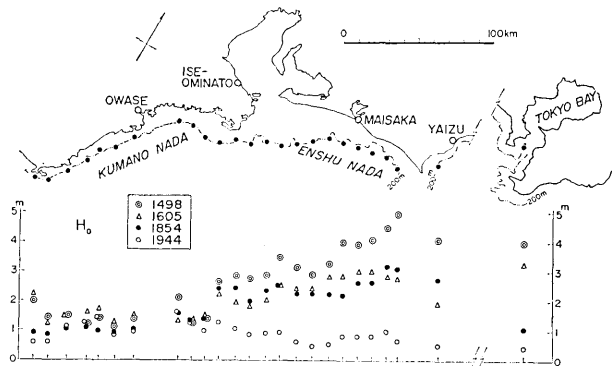 0 100km
ISE-
OMINATO
OWASE
MAISAKA
YAIZU
TOKYO BAY
KUMANO NADA
ENSHU NADA
200m
200m
200m
m
5
4
3
2
1
0
Ho
1498
1605
1854
1944
m
5
4
3
2
1
0